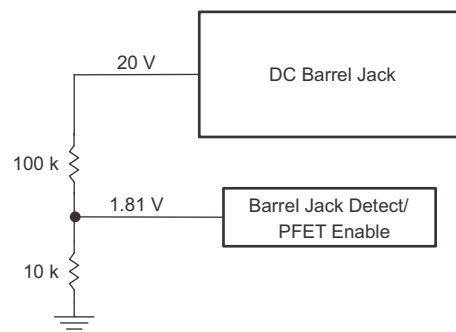 20 V
DC Barrel Jack
100 k
1.81 V
Barrel Jack Detect/
PFET Enable
10 k